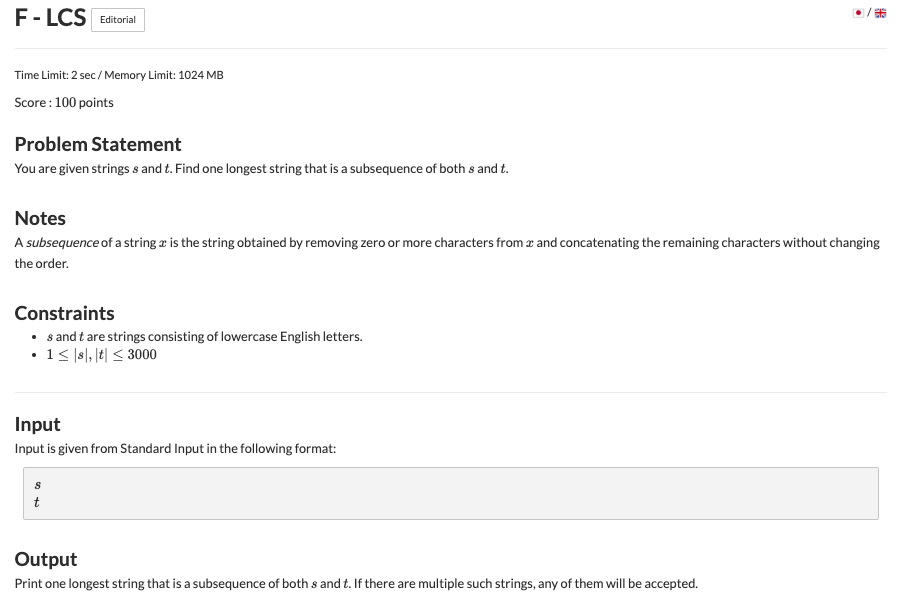 F - LCS Editorial
/
Time Limit: 2 sec / Memory Limit: 1024 MB
Score : 100 points
Problem Statement
You are given strings s and t. Find one longest string that is a subsequence of both s and t.
Notes
A subsequence of a string x is the string obtained by removing zero or more characters from x and concatenating the remaining characters without changing
the order.
Constraints
• s and t are strings consisting of lowercase English letters.
• 1 ≤ |s|, |t| ≤ 3000
Input
Input is given from Standard Input in the following format:
s
t
Output
Print one longest string that is a subsequence of both s and t. If there are multiple such strings, any of them will be accepted.